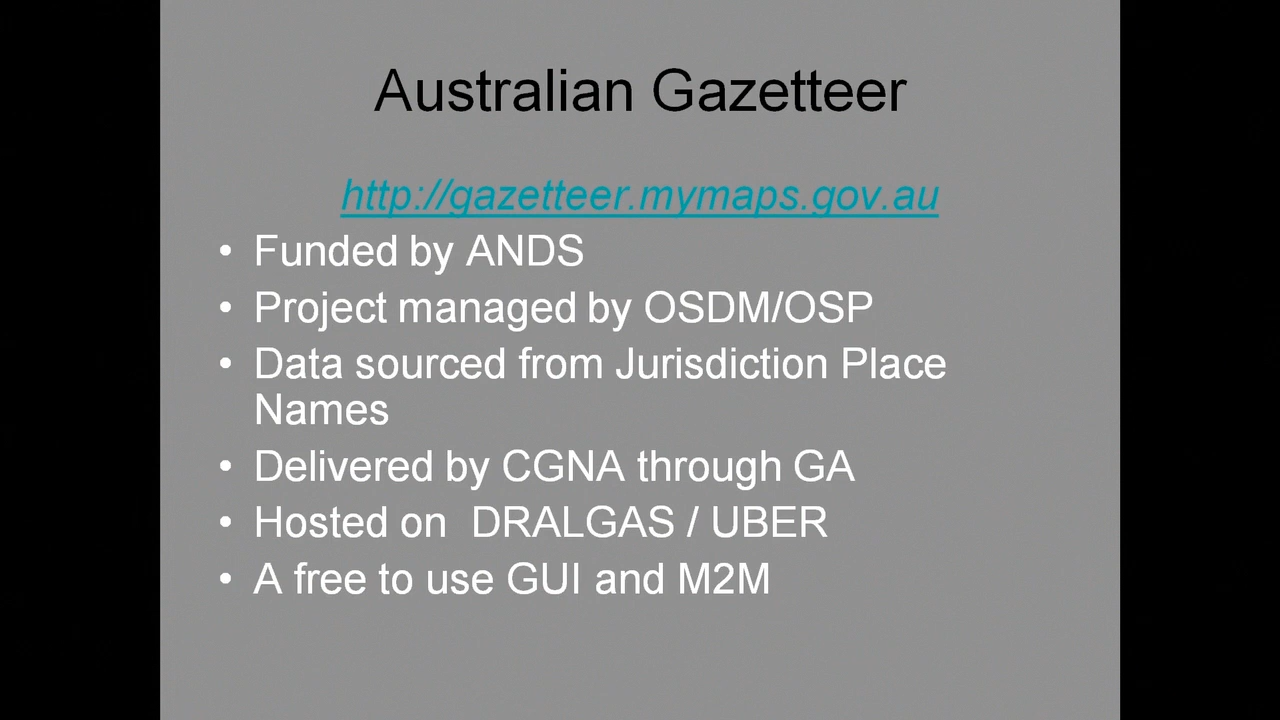 Australian Gazetteer
http://gazetteer.mymaps.gov.au
• Funded by ANDS
• Project managed by OSDM/OSP
• Data sourced from Jurisdiction Place
Names
• Delivered by CGNA through GA
• Hosted on  DRALGAS / UBER
• A free to use GUI and M2M